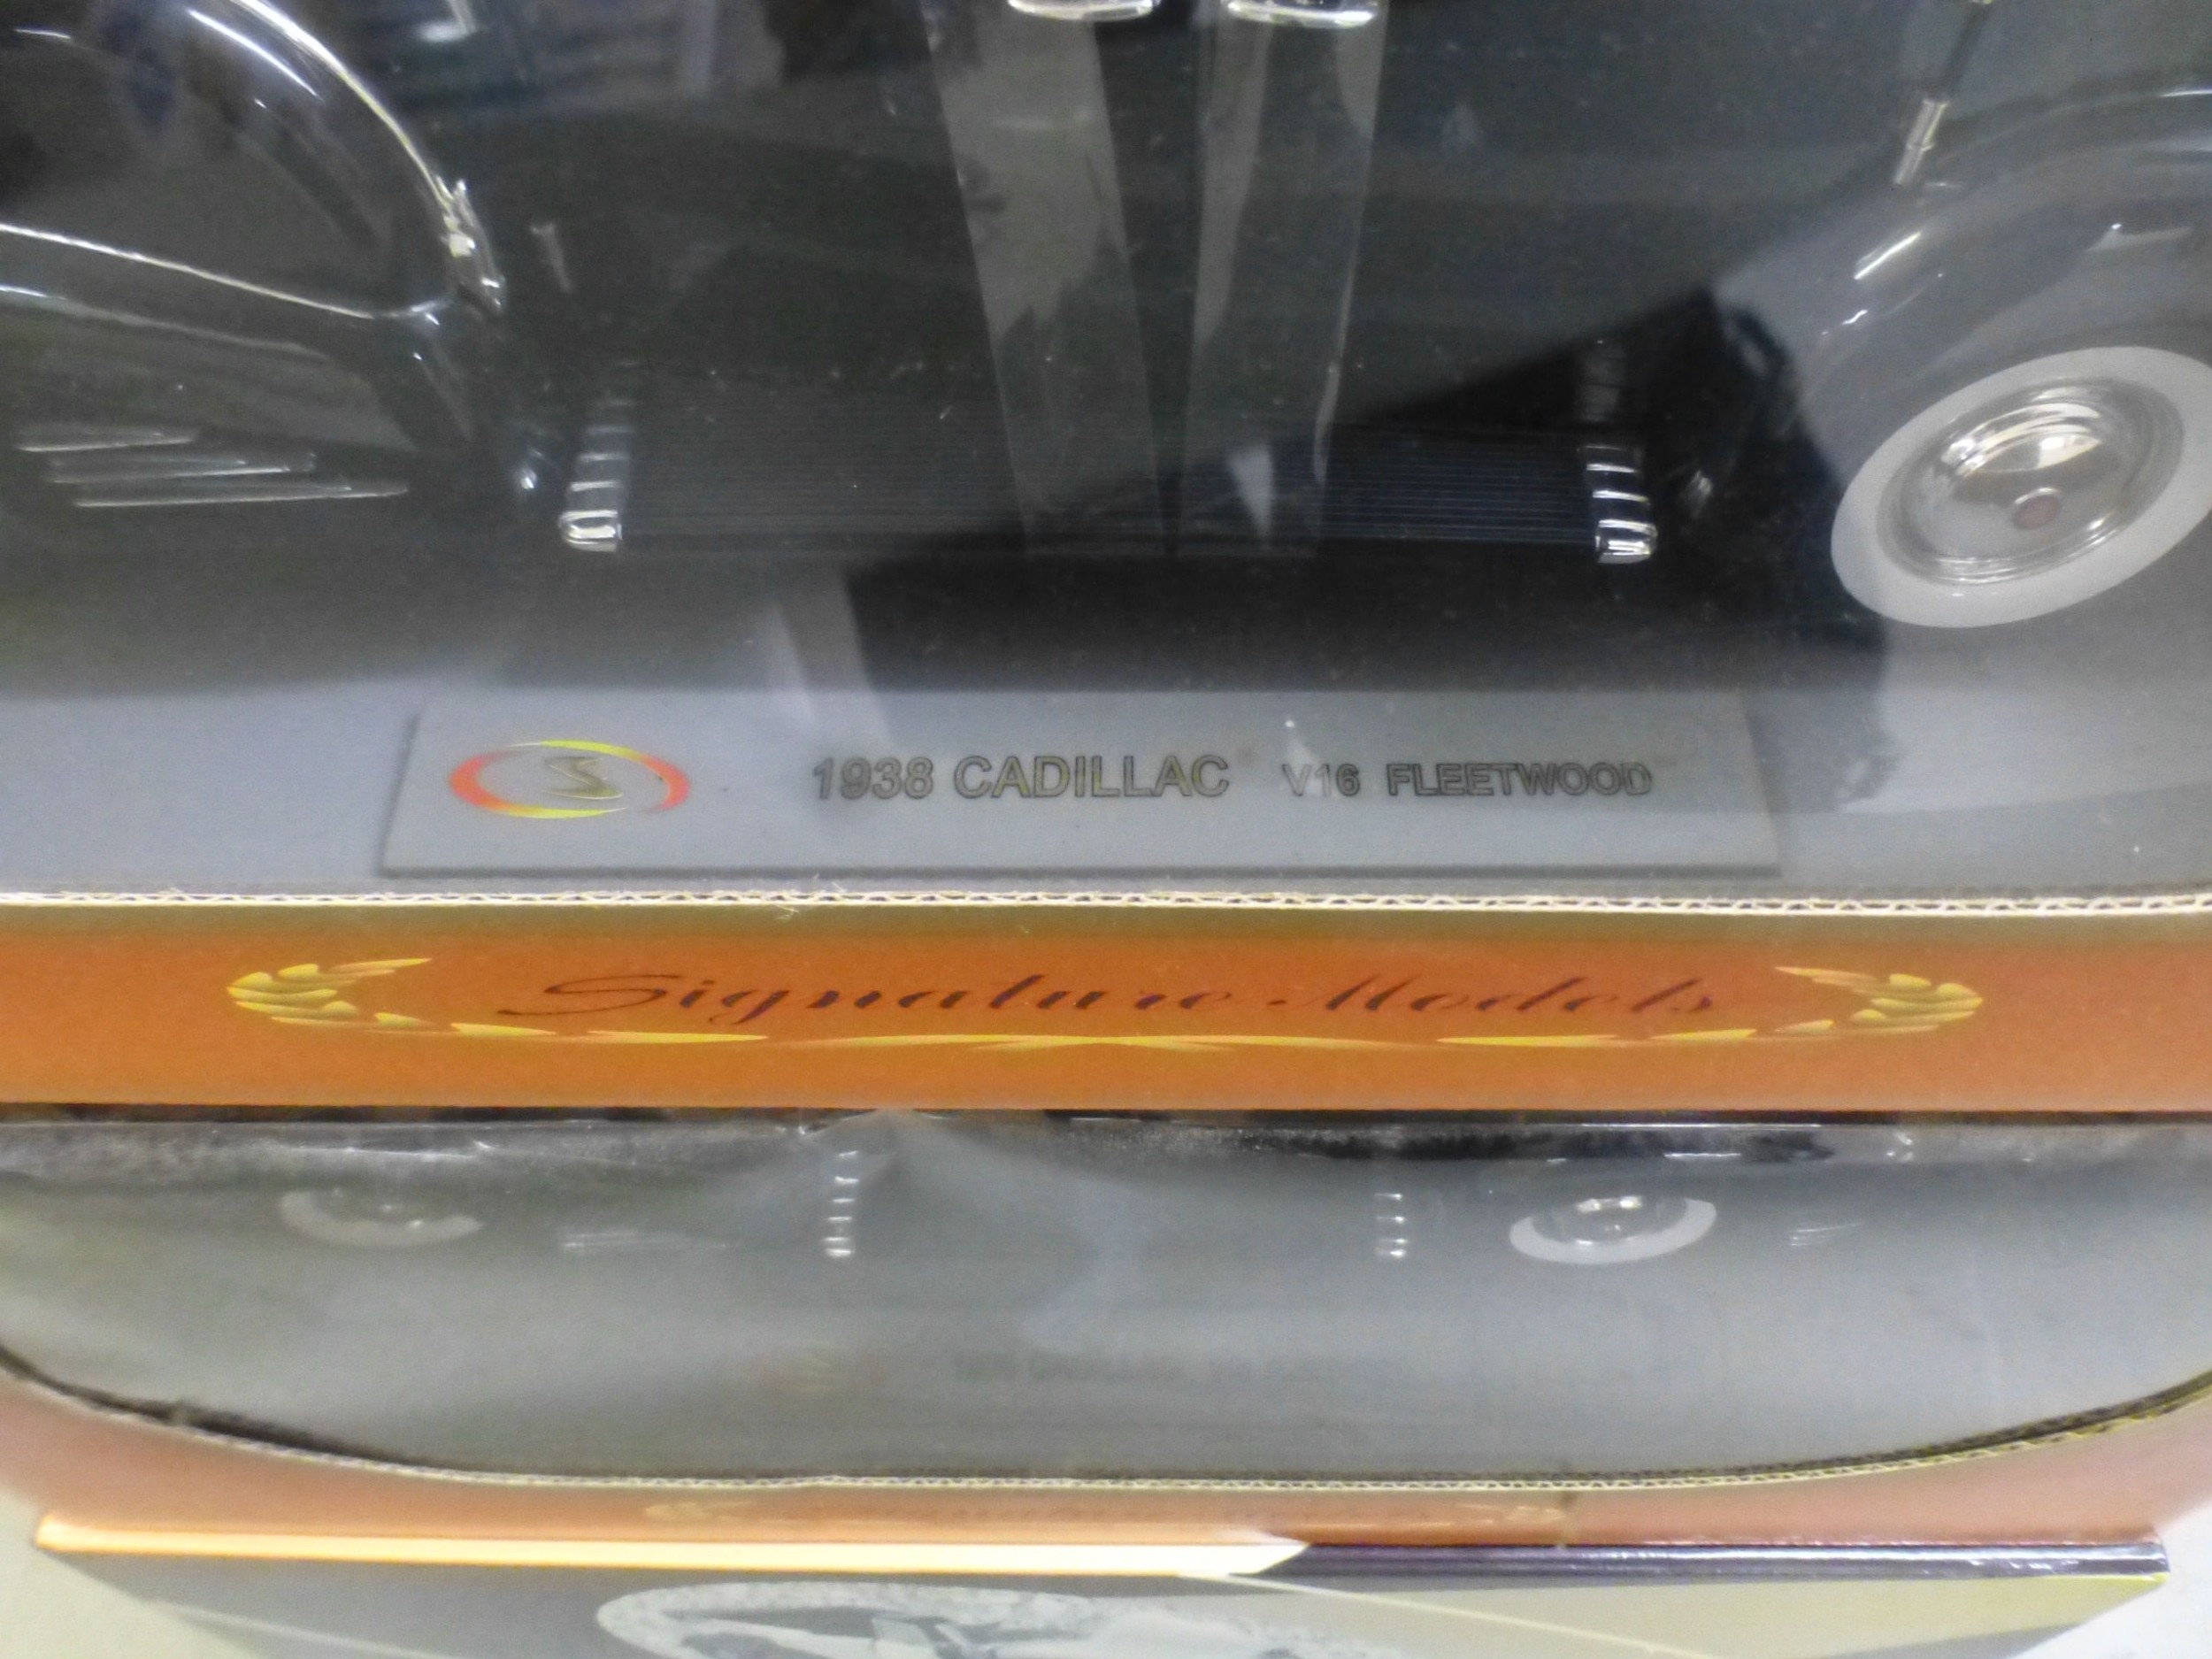 1938 CADILLAC V16 FLEETWOOD
Signature Models